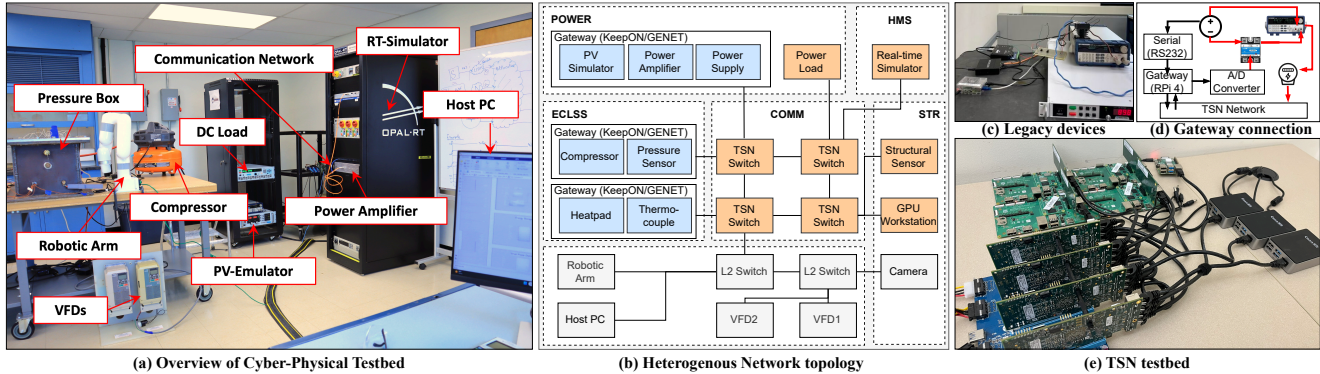 RT-Simulator
Communication Network
Pressure Box
Host PC
DC Load
OPAL-RT
Compressor
Power Amplifier
Robotic Arm
PV-Emulator
VFDs
(a) Overview of Cyber-Physical Testbed
POWER
HMS
Gateway (KeepON/GENET)
PV Simulator
Power Amplifier
Power Supply
Power Load
Real-time Simulator
ECLSS
COMM
STR
Gateway (KeepON/GENET)
Compressor
Pressure Sensor
TSN Switch
TSN Switch
Structural Sensor
Gateway (KeepON/GENET)
Heatpad
Thermo-couple
TSN Switch
TSN Switch
GPU Workstation
Robotic Arm
L2 Switch
L2 Switch
Camera
Host PC
VFD2
VFD1
(b) Heterogenous Network topology
(c) Legacy devices
Serial (RS232)
Gateway (RPi 4)
A/D Converter
TSN Network
(d) Gateway connection
(e) TSN testbed